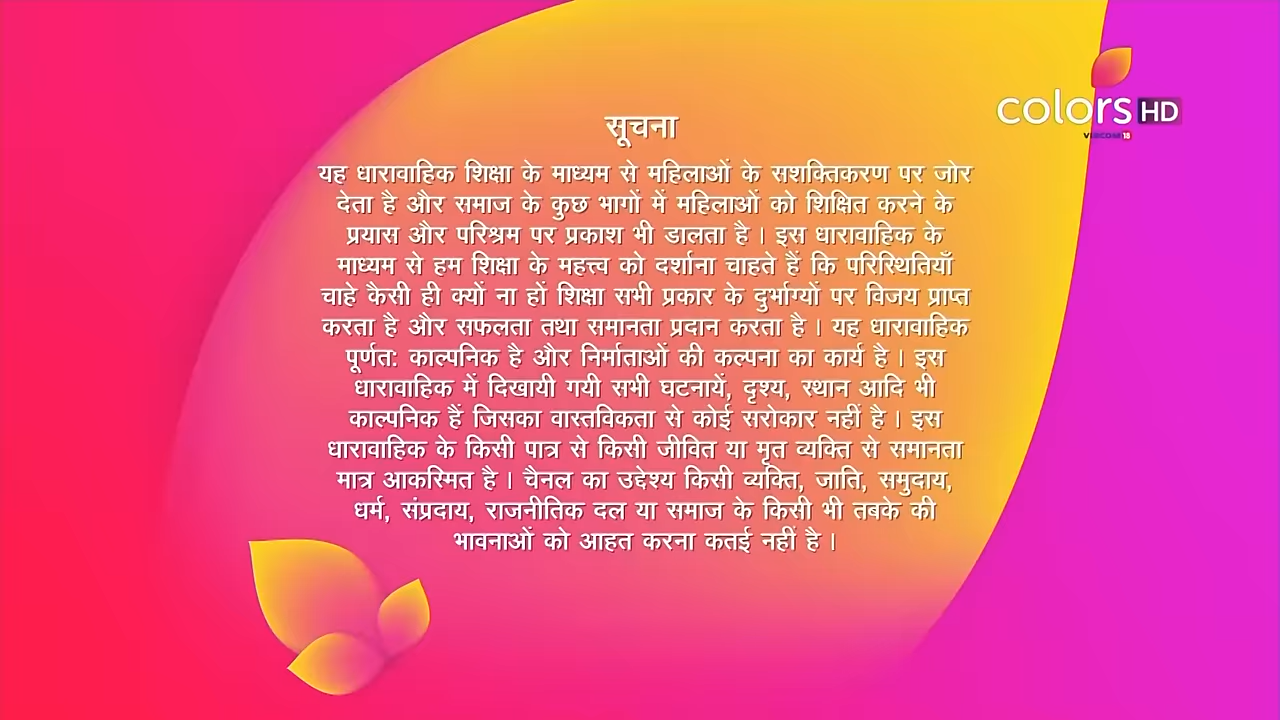 colors HD
VIACOM18
सूचना
यह धारावाहिक शिक्षा के माध्यम से महिलाओं के सशक्तिकरण पर जोर
देता है और समाज के कुछ भागों में महिलाओं को शिक्षित करने के
प्रयास और परिश्रम पर प्रकाश भी डालता है । इस धारावाहिक के
माध्यम से हम शिक्षा के महत्त्व को दर्शाना चाहते हैं कि परिस्थितियाँ
चाहे कैसी ही क्यों ना हों शिक्षा सभी प्रकार के दुर्भाग्यों पर विजय प्राप्त
करता है और सफलता तथा समानता प्रदान करता है । यह धारावाहिक
पूर्णत: काल्पनिक है और निर्माताओं की कल्पना का कार्य है । इस
धारावाहिक में दिखायी गयी सभी घटनायें, दृश्य, स्थान आदि भी
काल्पनिक हैं जिसका वास्तविकता से कोई सरोकार नहीं है । इस
धारावाहिक के किसी पात्र से किसी जीवित या मृत व्यक्ति से समानता
मात्र आकस्मित है । चैनल का उद्देश्य किसी व्यक्ति, जाति, समुदाय,
धर्म, संप्रदाय, राजनीतिक दल या समाज के किसी भी तबके की
भावनाओं को आहत करना कतई नहीं है ।